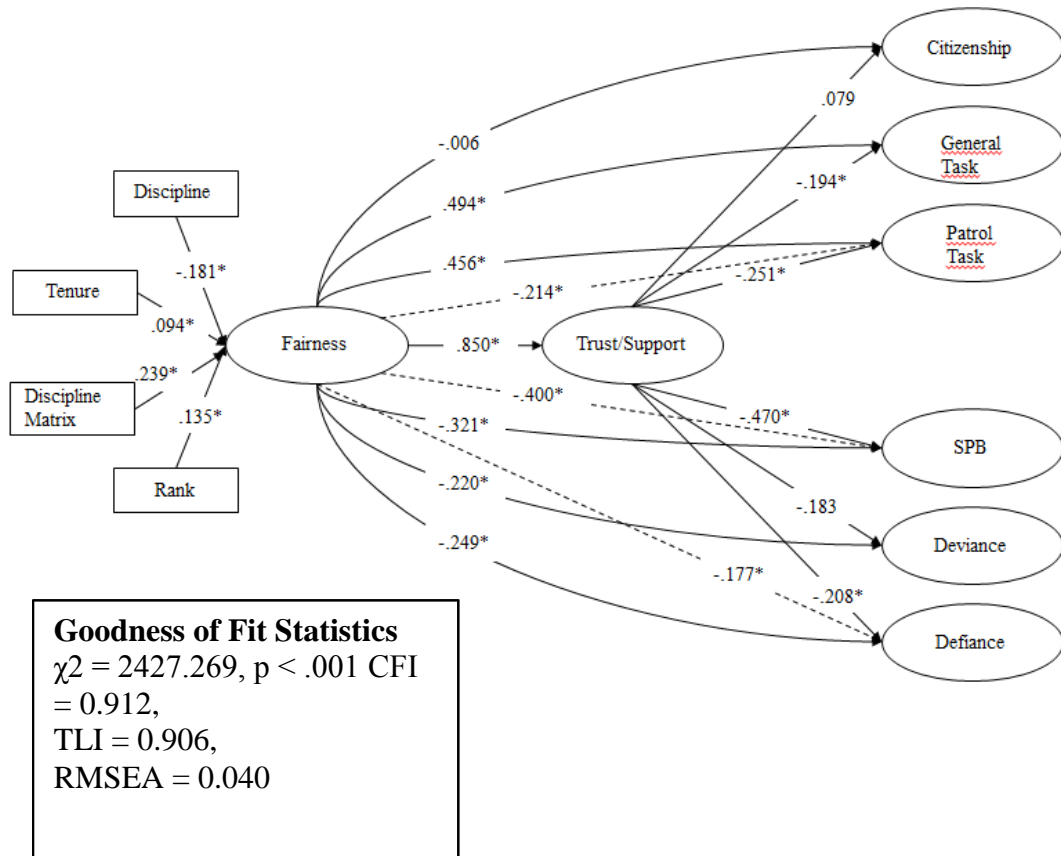 Citizenship
.079
-.006
General
Task
-.194*
Discipline
.494*
Patrol
Task
.456*
-.251*
-.181*
Tenure
-.214*
.094*
Fairness
.850*
Trust/Support
.239*
-.400*
Discipline
Matrix
.135*
-.321*
-.470*
SPB
Rank
-.220*
-.183
-.249*
Deviance
-.177*
-.208*
Defiance
Goodness of Fit Statistics
χ2 = 2427.269, p < .001 CFI
= 0.912,
TLI = 0.906,
RMSEA = 0.040